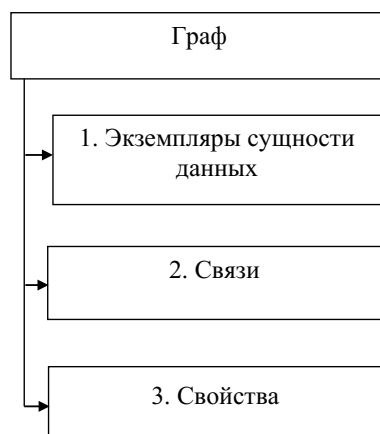 Граф
1. Экземпляры сущности
данных
2. Связи
3. Свойства